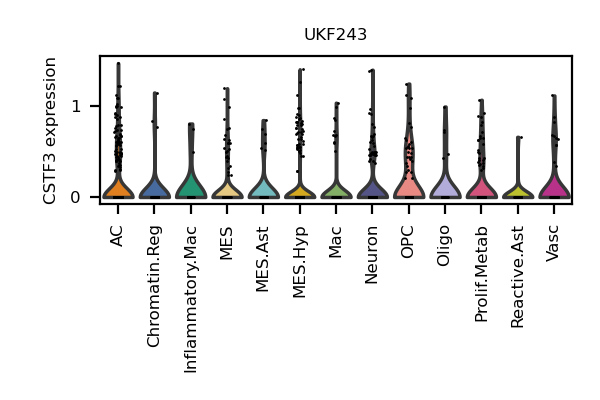 UKF243
CSTF3 expression
1
0
AC
Chromatin.Reg
Inflammatory.Mac
MES
MES.Ast
MES.Hyp
Mac
Neuron
OPC
Oligo
Prolif.Metab
Reactive.Ast
Vasc